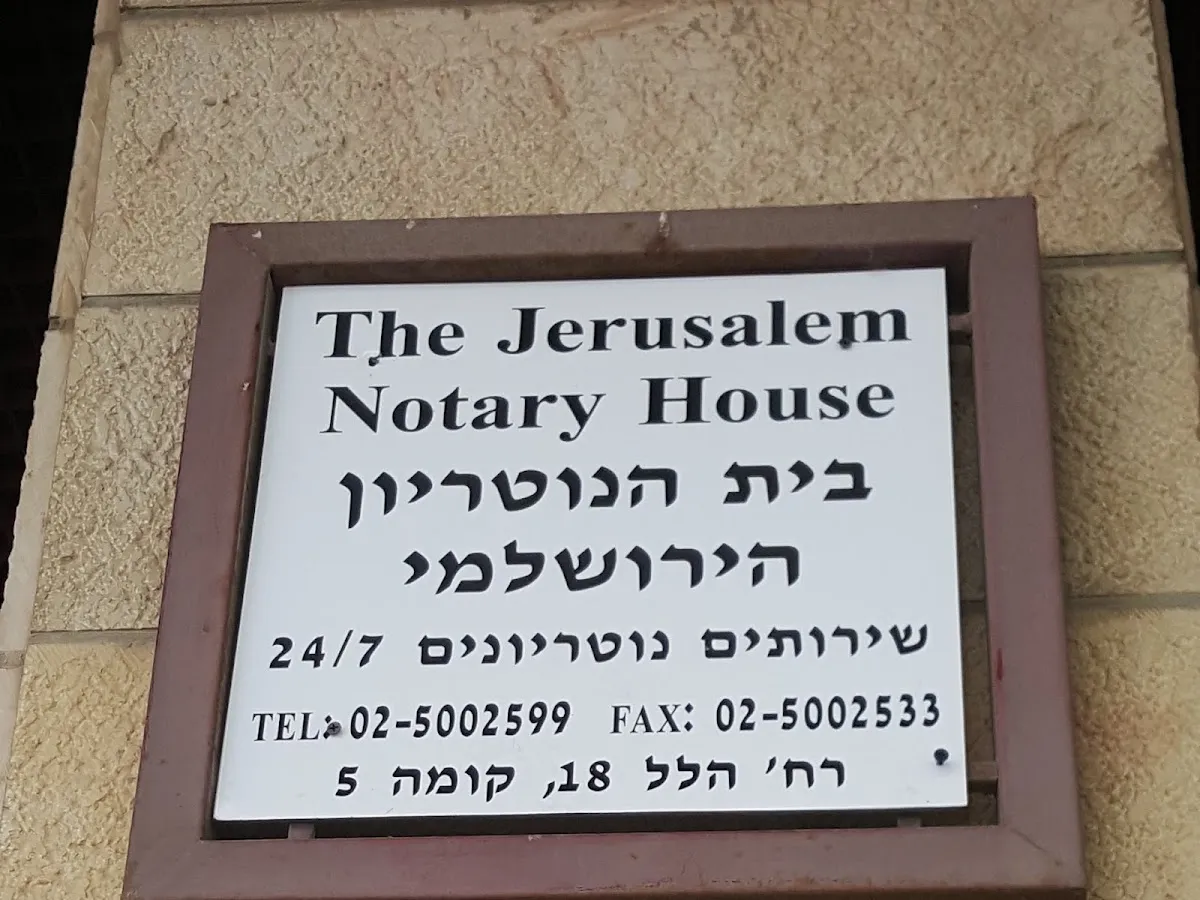 The Jerusalem
Notary House
בית הנוטריון
הירושלמי
שירותים נוטריונים 24/7
TEL: 02-5002599 FAX: 02-5002533
רח' הלל 18, קומה 5